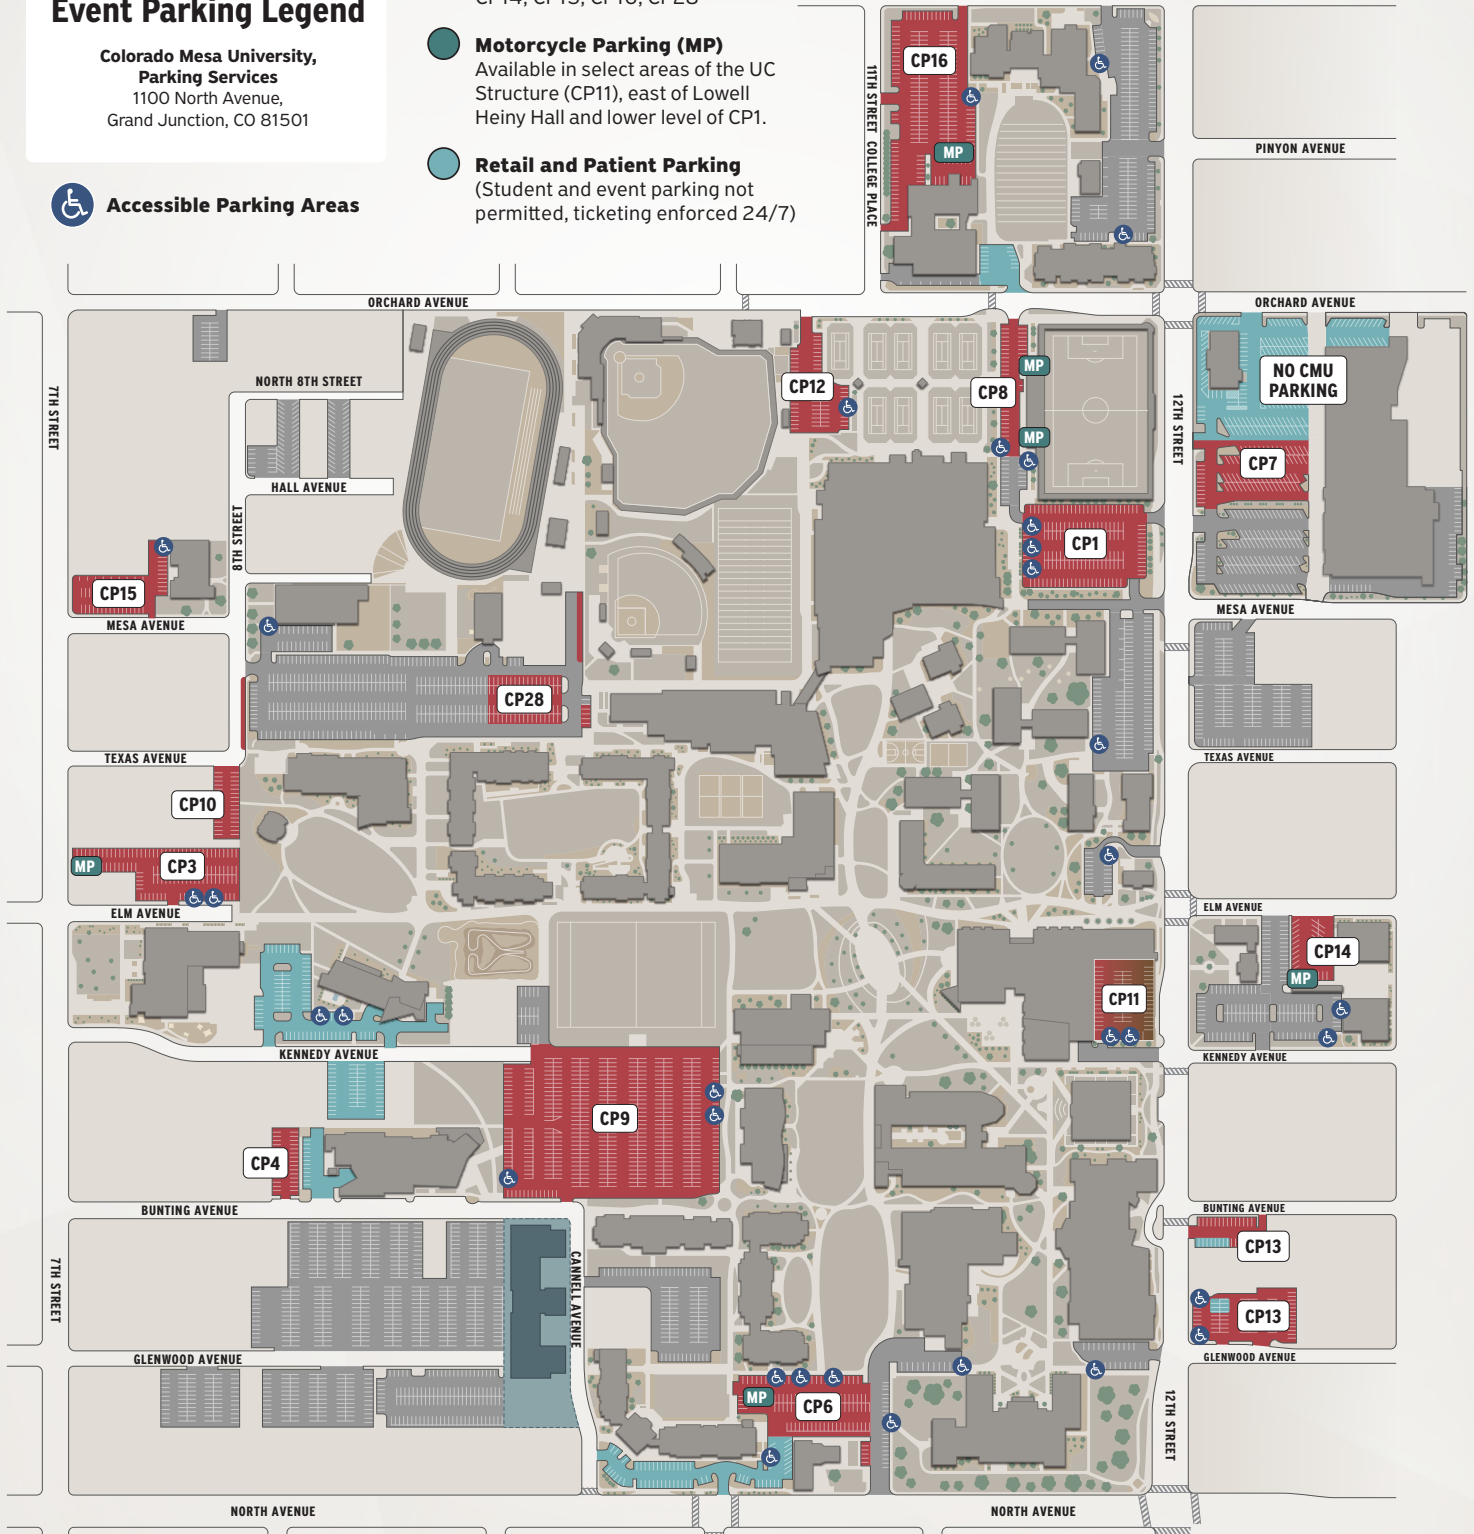 Event Parking Legend
Colorado Mesa University,
Parking Services
1100 North Avenue,
Grand Junction, CO 81501
Accessible Parking Areas
CP14, CP15, CP16, CP28
Motorcycle Parking (MP)
Available in select areas of the UC
Structure (CP11), east of Lowell
Heiny Hall and lower level of CP1.
Retail and Patient Parking
(Student and event parking not
permitted, ticketing enforced 24/7)
CP16
MP
11TH STREET COLLEGE PLACE
PINYON AVENUE
ORCHARD AVENUE
ORCHARD AVENUE
7TH STREET
NORTH 8TH STREET
CP12
CP8
MP
MP
12TH STREET
NO CMU
PARKING
CP7
HALL AVENUE
8TH STREET
CP1
CP15
MESA AVENUE
MESA AVENUE
CP28
TEXAS AVENUE
TEXAS AVENUE
CP10
MP
CP3
ELM AVENUE
ELM AVENUE
CP14
MP
CP11
KENNEDY AVENUE
KENNEDY AVENUE
CP9
CP4
BUNTING AVENUE
BUNTING AVENUE
CP13
7TH STREET
CANNELL AVENUE
CP13
GLENWOOD AVENUE
GLENWOOD AVENUE
MP
CP6
12TH STREET
NORTH AVENUE
NORTH AVENUE